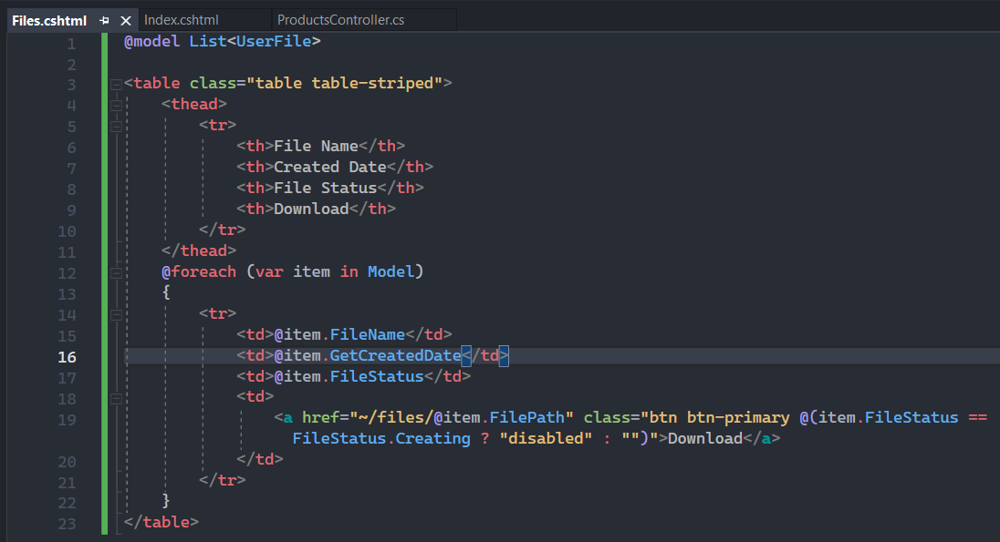 Files.cshtml Index.cshtml ProductsController.cs
1 @model List<UserFile>
2
3 <table class="table table-striped">
4 <thead>
5 <tr>
6 <th>File Name</th>
7 <th>Created Date</th>
8 <th>File Status</th>
9 <th>Download</th>
10 </tr>
11 </thead>
12 @foreach (var item in Model)
13 {
14 <tr>
15 <td>@item.FileName</td>
16 <td>@item.GetCreatedDate</td>
17 <td>@item.FileStatus</td>
18 <td>
19 <a href="~/files/@item.FilePath" class="btn btn-primary @(item.FileStatus ==
FileStatus.Creating ? "disabled" : "")">Download</a>
20 </td>
21 </tr>
22 }
23 </table>